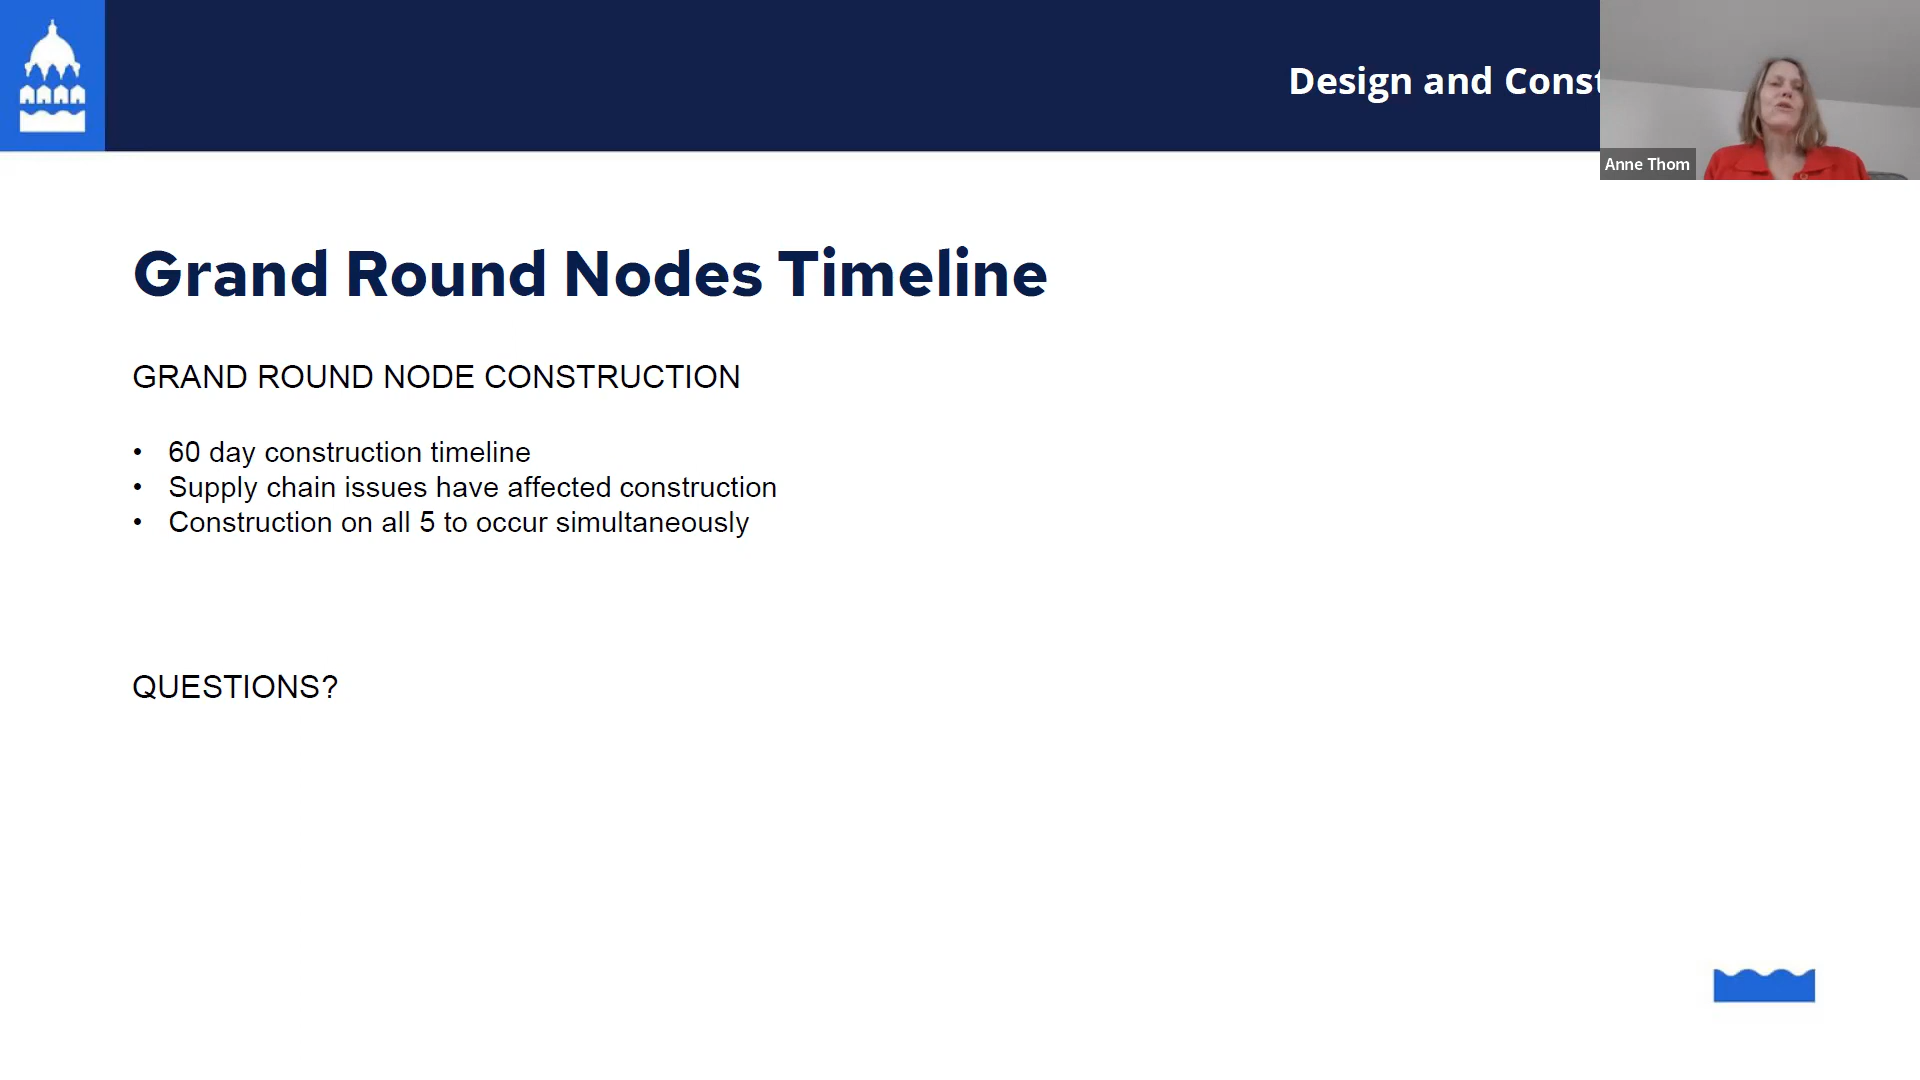 Design and Const
Anne Thom
Grand Round Nodes Timeline
GRAND ROUND NODE CONSTRUCTION
• 60 day construction timeline
• Supply chain issues have affected construction
• Construction on all 5 to occur simultaneously
QUESTIONS?